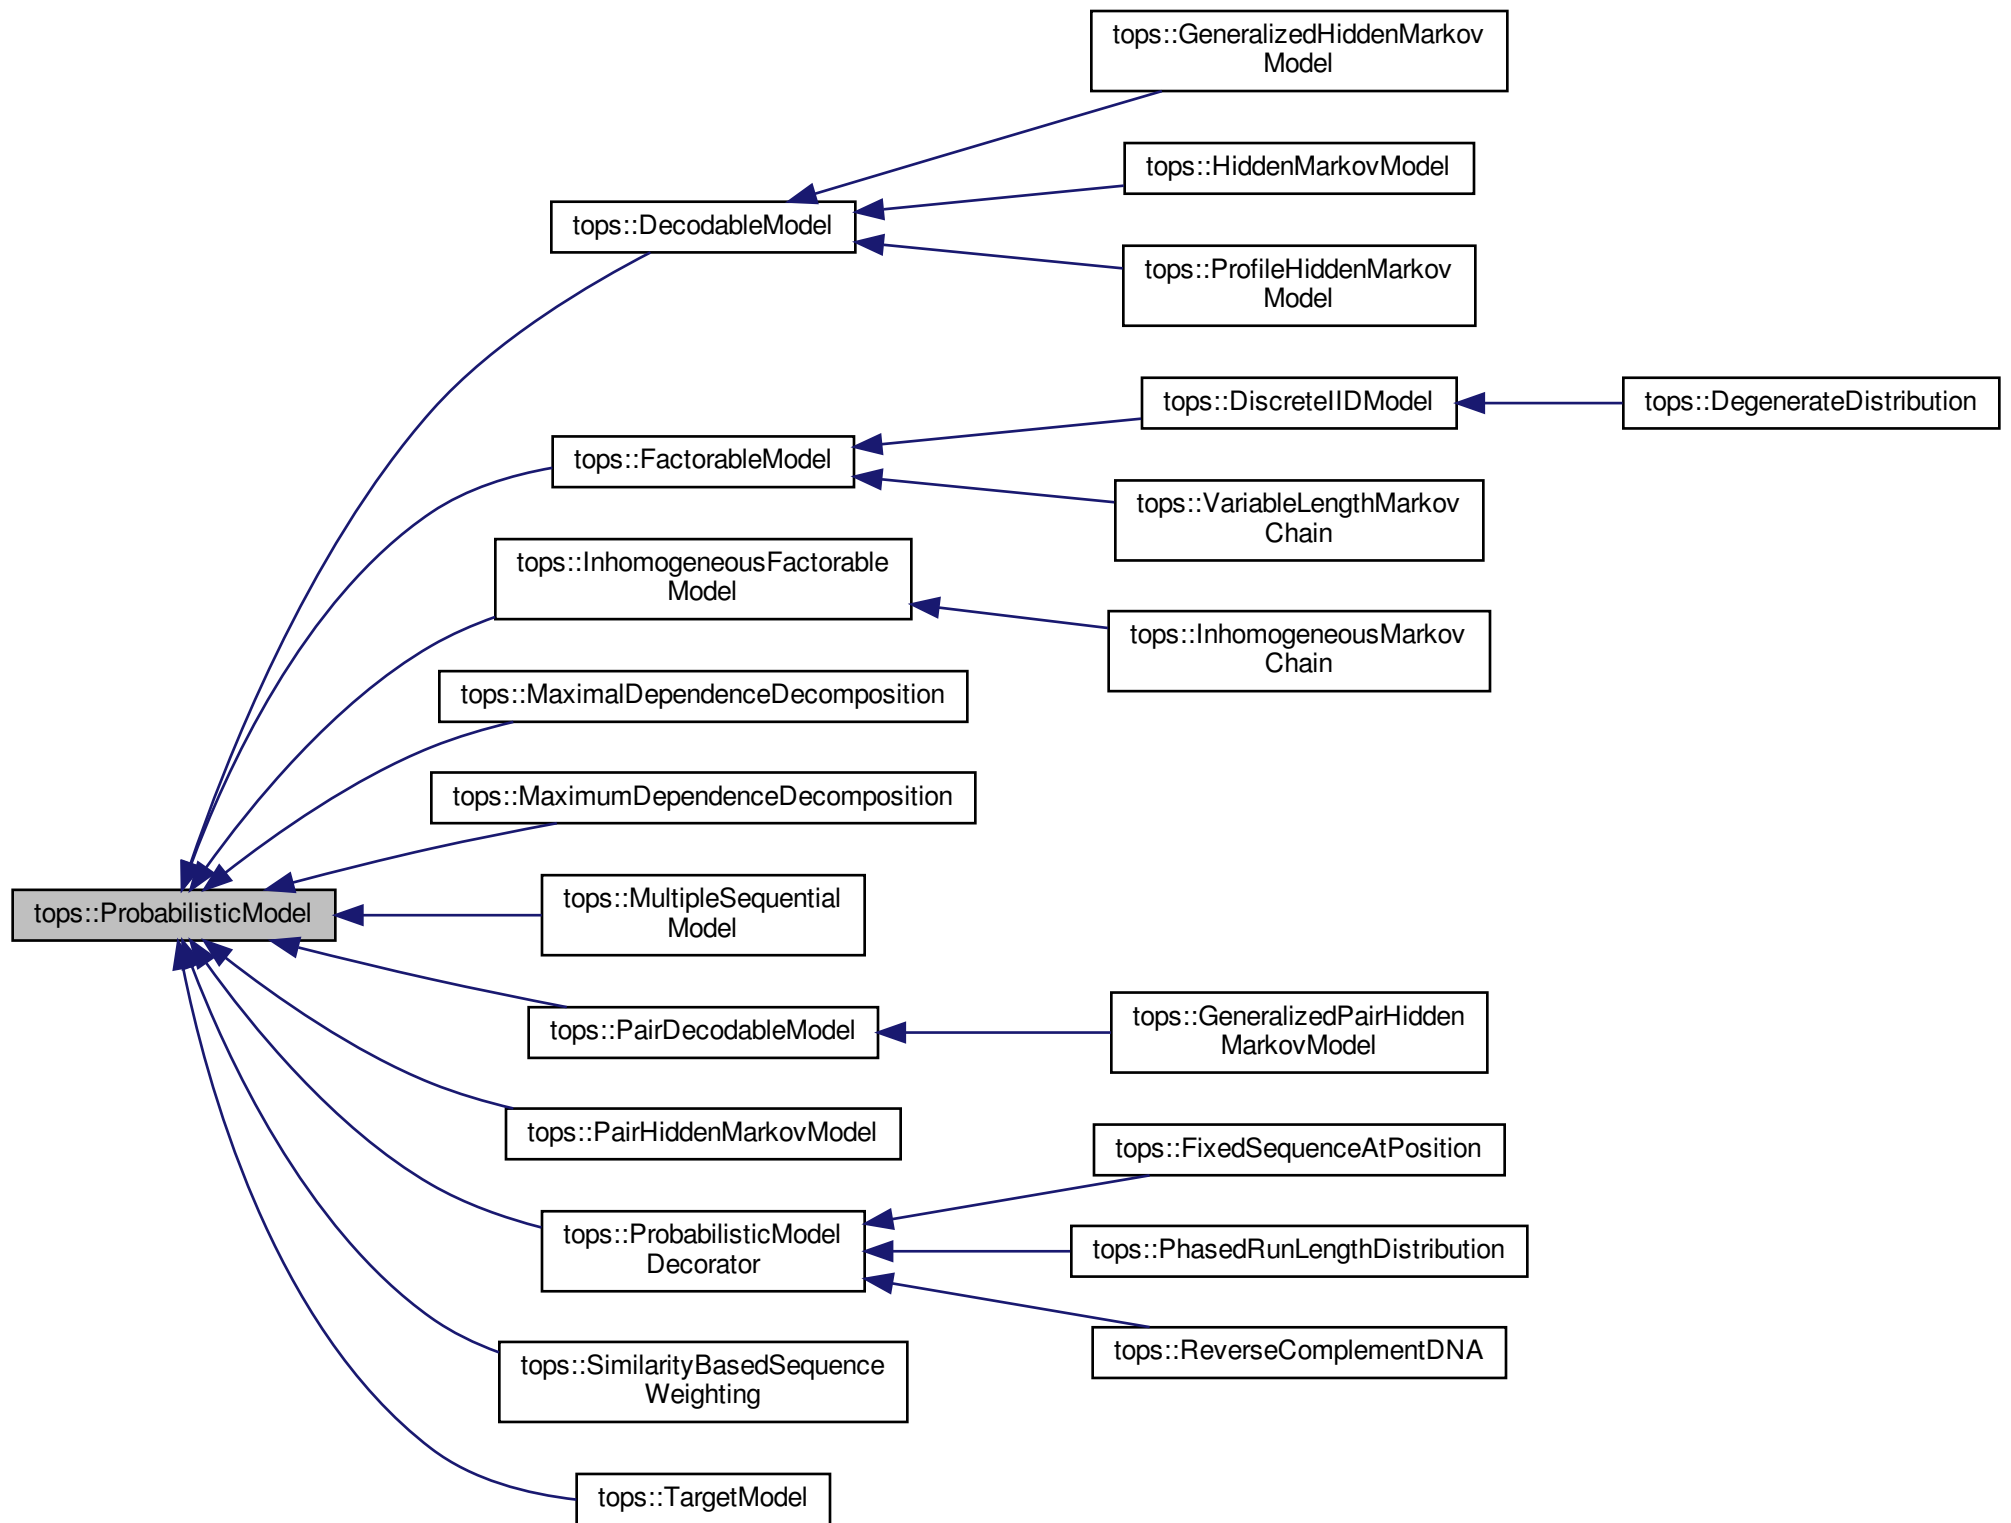 tops::GeneralizedHiddenMarkov
Model
tops::HiddenMarkovModel
tops::DecodableModel
tops::ProfileHiddenMarkov
Model
tops::DiscreteIIDModel
tops::DegenerateDistribution
tops::FactorableModel
tops::VariableLengthMarkov
Chain
tops::InhomogeneousFactorable
Model
tops::InhomogeneousMarkov
Chain
tops::MaximalDependenceDecomposition
tops::MaximumDependenceDecomposition
tops::ProbabilisticModel
tops::MultipleSequential
Model
tops::PairDecodableModel
tops::GeneralizedPairHidden
MarkovModel
tops::PairHiddenMarkovModel
tops::FixedSequenceAtPosition
tops::ProbabilisticModel
Decorator
tops::PhasedRunLengthDistribution
tops::ReverseComplementDNA
tops::SimilarityBasedSequence
Weighting
tops::TargetModel